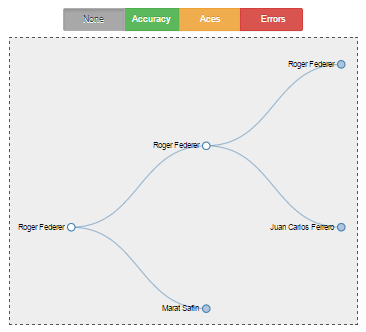 None Accuracy Aces Errors
Roger Federer
Roger Federer
Roger Federer
Juan Carlos Ferrero
Marat Safin